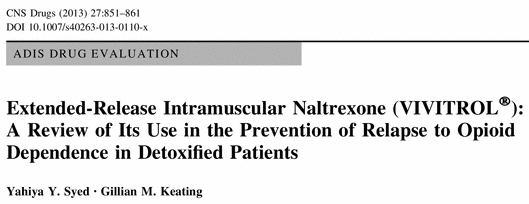 CNS Drugs (2013) 27:851–861
DOI 10.1007/s40263-013-0110-x
ADIS DRUG EVALUATION
Extended-Release Intramuscular Naltrexone (VIVITROL®):
A Review of Its Use in the Prevention of Relapse to Opioid
Dependence in Detoxified Patients
Yahiya Y. Syed · Gillian M. Keating